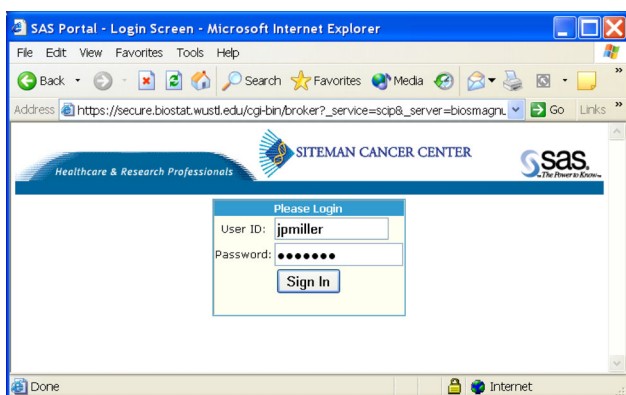 SAS Portal - Login Screen - Microsoft Internet Explorer
File Edit View Favorites Tools Help
Back Search Favorites Media »
Address https://secure.biostat.wustl.edu/cgi-bin/broker?_service=scip&_server=biosmagnu Go Links »
SITEMAN CANCER CENTER
Healthcare & Research Professionals
sas.
The Power to Know
Please Login
User ID: jpmiller
Password: •••••••
Sign In
Done Internet